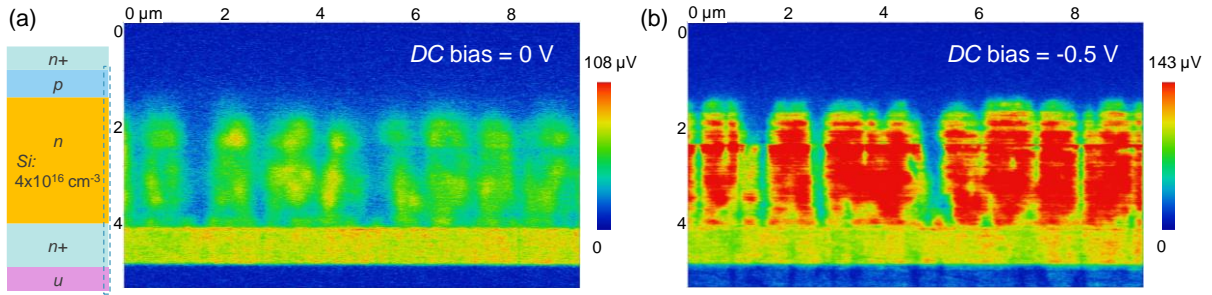 (a)
0 µm 2 4 6 8
0
2
4
DC bias = 0 V
108 µV
0
n+
p
n
Si:
4x10¹⁶ cm⁻³
n+
u
(b)
0 µm 2 4 6 8
0
2
4
DC bias = -0.5 V
143 µV
0